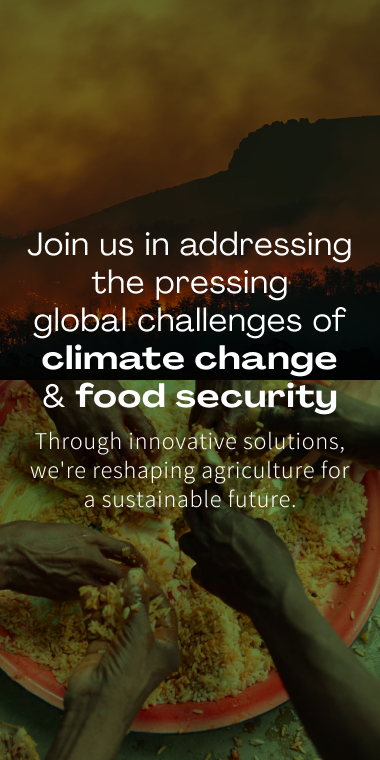 Join us in addressing
the pressing
global challenges of
climate change
& food security
Through innovative solutions,
we're reshaping agriculture for
a sustainable future.